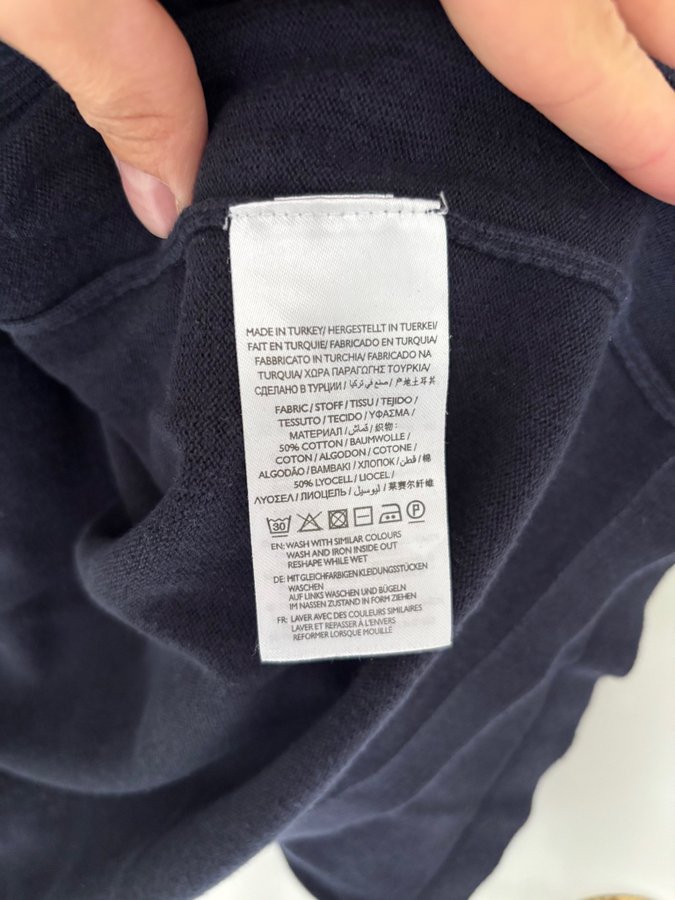 MADE IN TURKEY/ HERGESTELLT IN TUERKEI/
FAIT EN TURQUIE/ FABRICADO EN TURQUIA/
FABBRICATO IN TURCHIA/ FABRICADO NA
TURQUIA/ ΧΩΡΑ ΠΑΡΑΓΩΓΗΣ ΤΟΥΡΚΙΑ/
СДЕЛАНО В ТУРЦИИ / صنع في تركيا / 产地土耳其
FABRIC / STOFF / TISSU / TEJIDO /
TESSUTO / TECIDO / ΥΦΑΣΜΑ /
МАТЕРИАЛ / قماش / 织物 :
50% COTTON / BAUMWOLLE /
COTON / ALGODON / COTONE /
ALGODÃO / ΒΑΜΒΑΚΙ / ХЛОПОК / قطن / 棉
50% LYOCELL / LIOCEL /
ΛΥΟΣΕΛ / ЛИОЦЕЛЬ / ليوسيل / 莱赛尔纤维
30 P
EN: WASH WITH SIMILAR COLOURS
WASH AND IRON INSIDE OUT
RESHAPE WHILE WET
DE: MIT GLEICHFARBIGEN KLEIDUNGSSTÜCKEN
WASCHEN
AUF LINKS WASCHEN UND BÜGELN
IM NASSEN ZUSTAND IN FORM ZIEHEN
FR: LAVER AVEC DES COULEURS SIMILAIRES
LAVER ET REPASSER À L'ENVERS
REFORMER LORSQUE MOUILLÉ